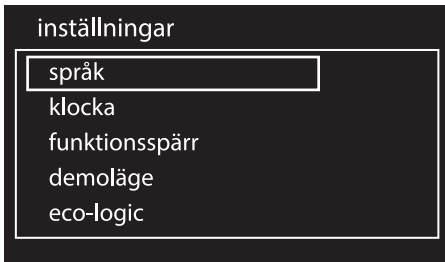 inställningar
språk
klocka
funktionsspärr
demoläge
eco-logic